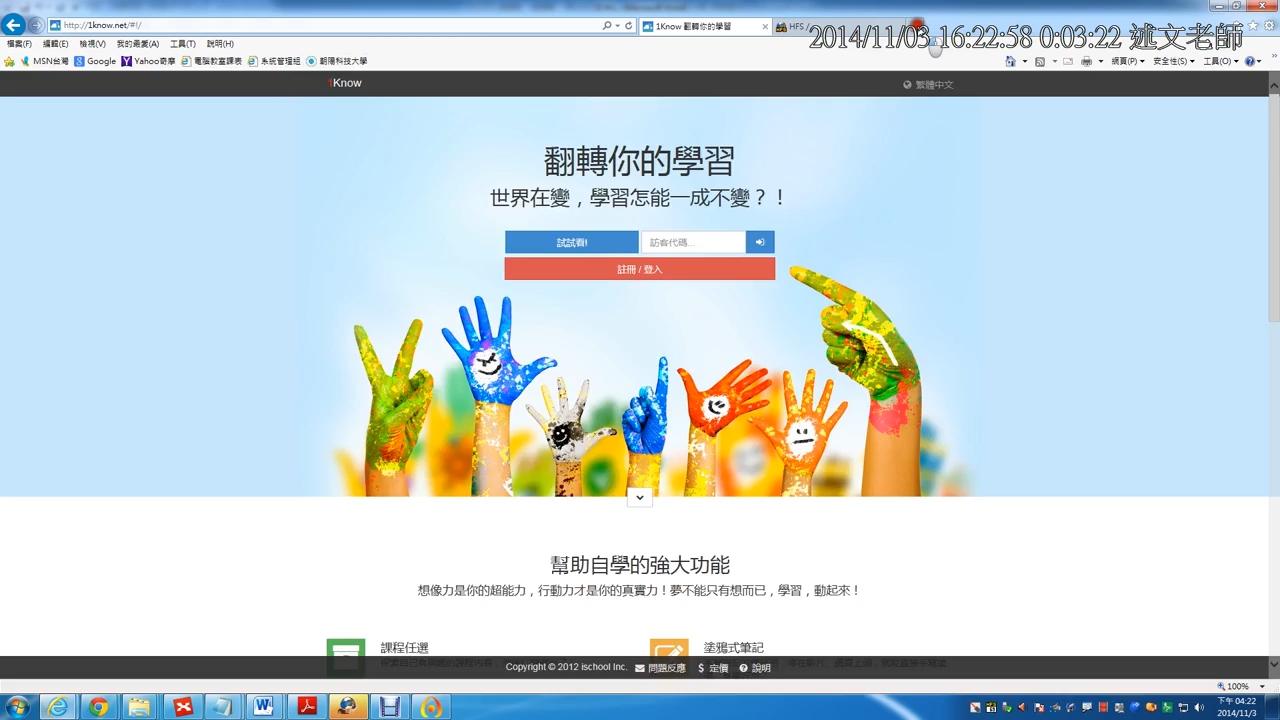 http://1know.net/#!/
1Know 翻轉你的學習
HFS /
2014/11/03 16:22:58 0:03:22 述文老師
檔案(F) 編輯(E) 檢視(V) 我的最愛(A) 工具(T) 說明(H)
MSN台灣 Google Yahoo奇摩 電腦教室課表 系統管理組 朝陽科技大學
網頁(P) 安全性(S) 工具(O)
1Know
繁體中文
翻轉你的學習
世界在變，學習怎能一成不變？！
試試看!
訪客代碼...
註冊 / 登入
幫助自學的強大功能
想像力是你的超能力，行動力才是你的真實力！夢不能只有想而已，學習，動起來！
課程任選
塗鴉式筆記
Copyright © 2012 ischool Inc. 問題反應 $ 定價 說明
100%
下午 04:22
2014/11/3